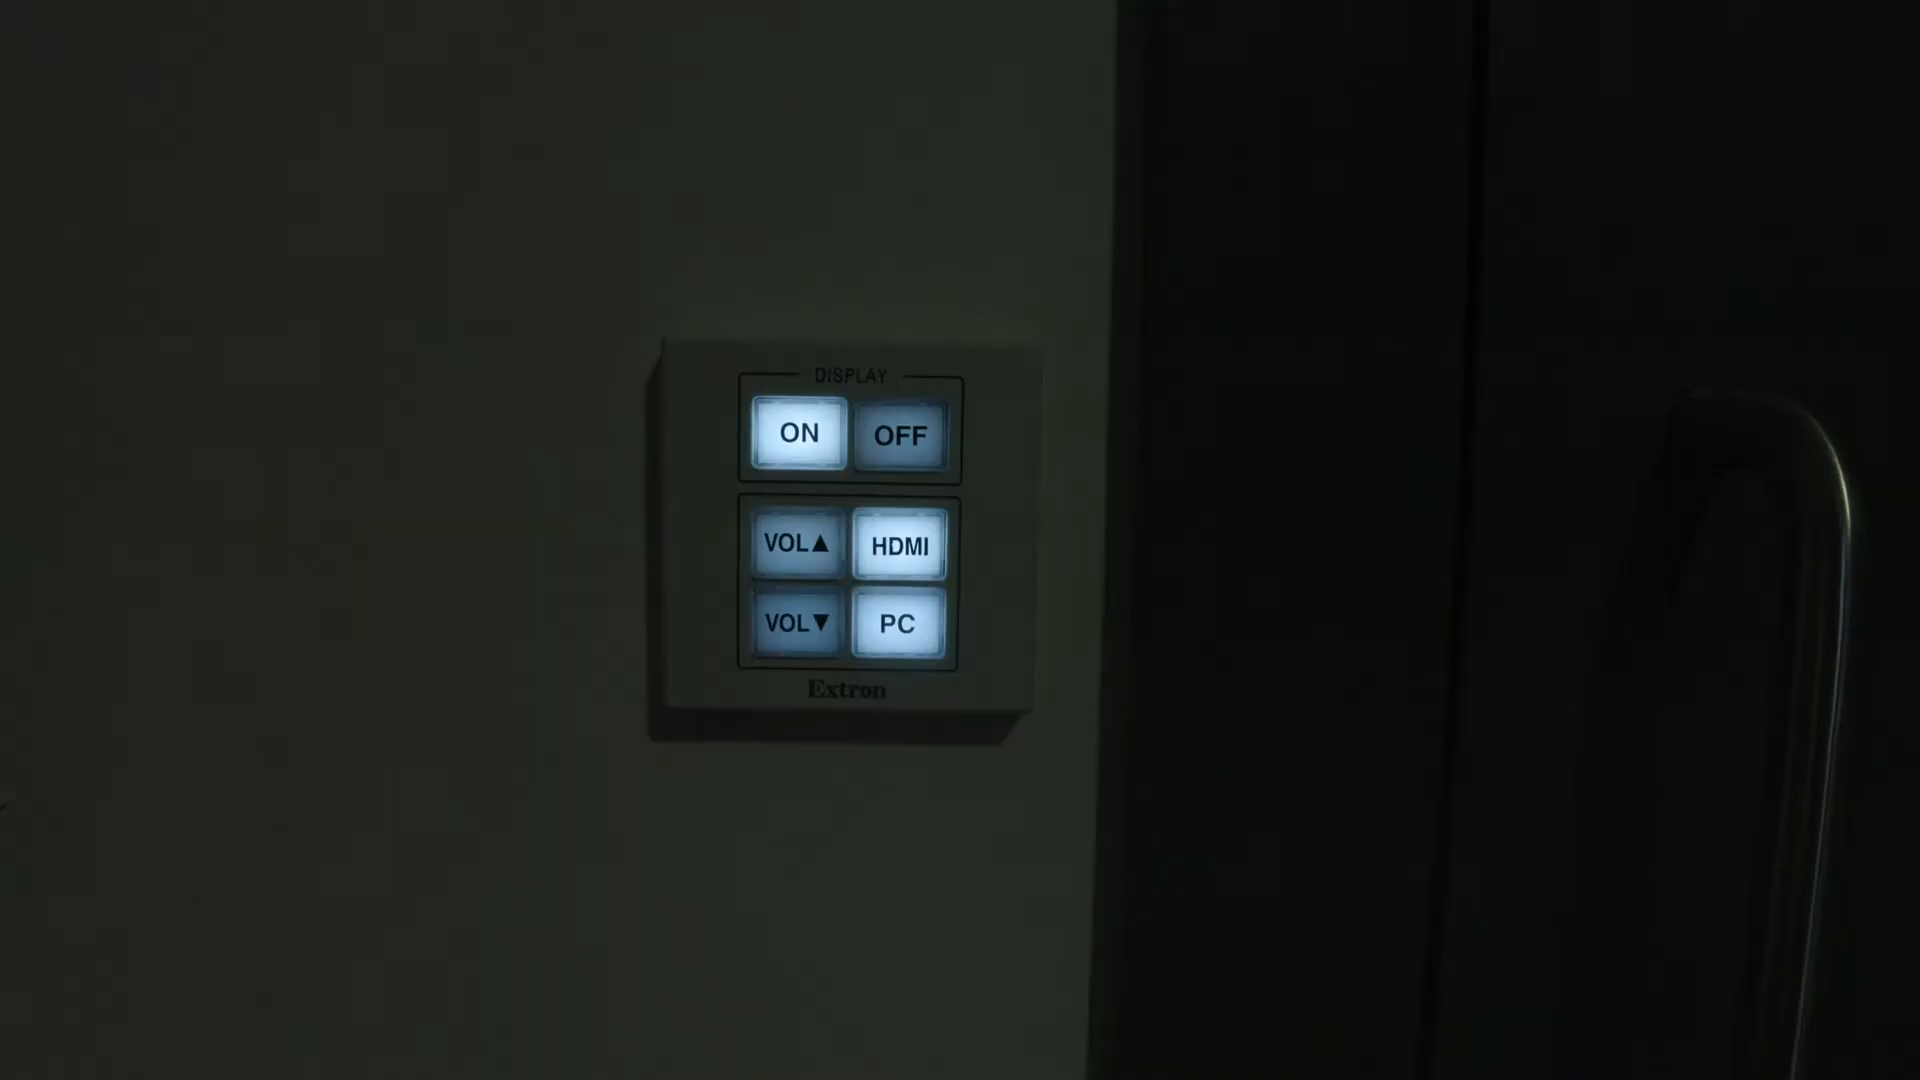 DISPLAY
ON OFF
VOL▲ HDMI
VOL▼ PC
Extron